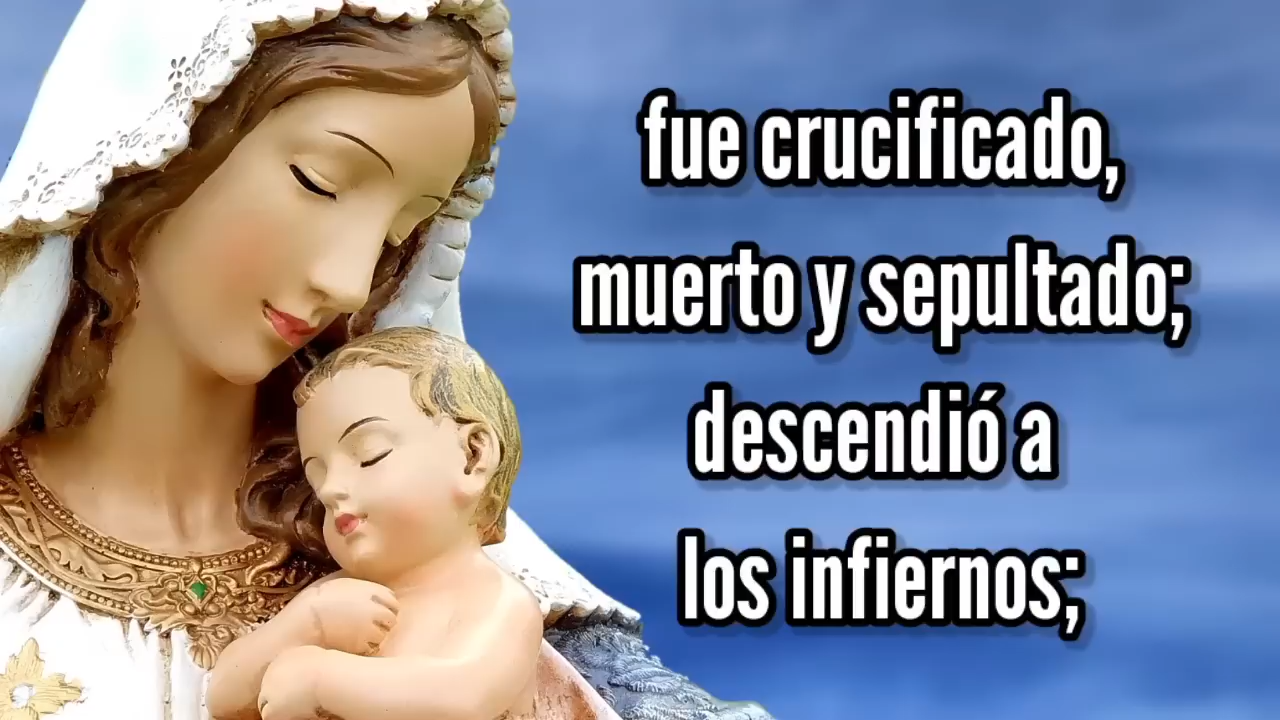 fue crucificado,
muerto y sepultado;
descendió a
los infiernos;